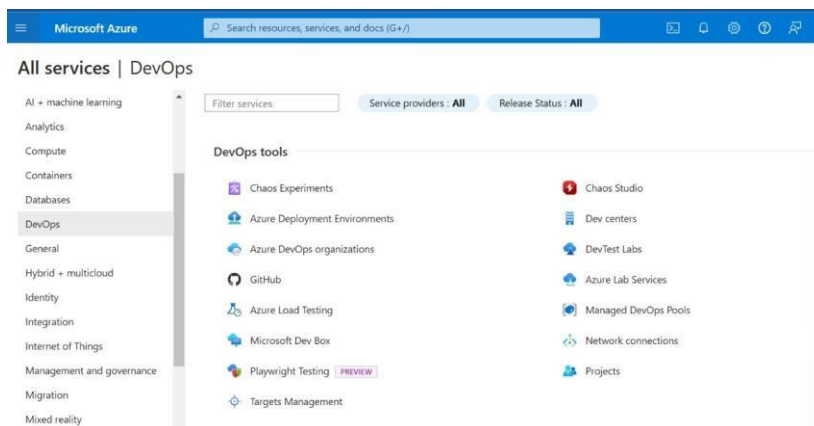 Microsoft Azure
Search resources, services, and docs (G+/)
All services | DevOps
AI + machine learning
Analytics
Compute
Containers
Databases
DevOps
General
Hybrid + multicloud
Identity
Integration
Internet of Things
Management and governance
Migration
Mixed reality
Filter services
Service providers : All
Release Status : All
DevOps tools
Chaos Experiments
Chaos Studio
Azure Deployment Environments
Dev centers
Azure DevOps organizations
DevTest Labs
GitHub
Azure Lab Services
Azure Load Testing
Managed DevOps Pools
Microsoft Dev Box
Network connections
Playwright Testing PREVIEW
Projects
Targets Management